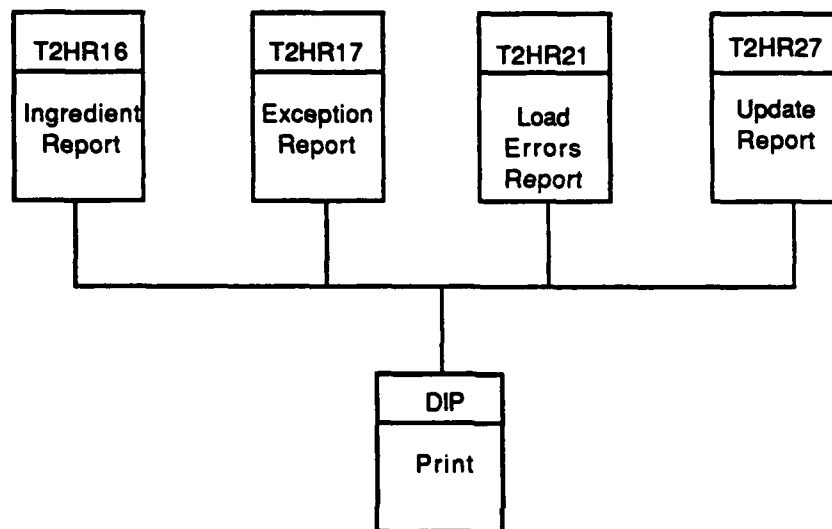 T2HR16
Ingredient
Report
T2HR17
Exception
Report
T2HR21
Load
Errors
Report
T2HR27
Update
Report
DIP
Print